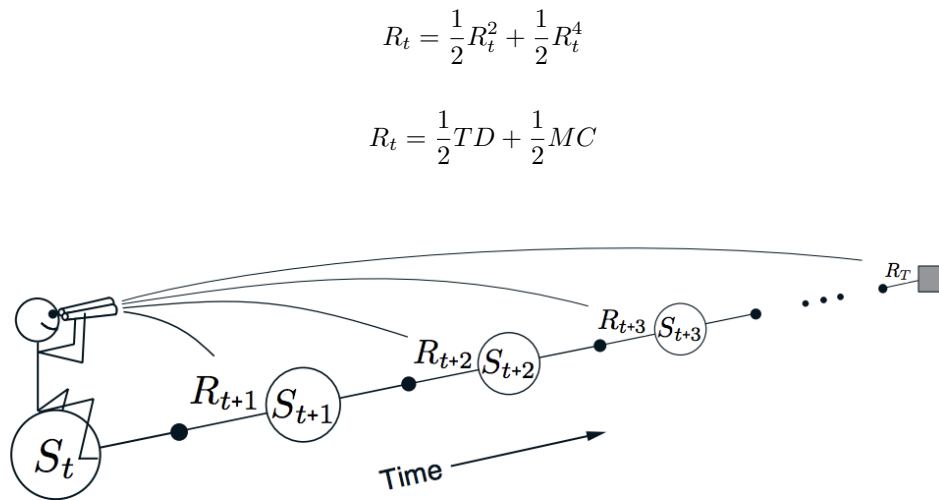 R_t = \frac{1}{2}R_t^2 + \frac{1}{2}R_t^4
R_t = \frac{1}{2}TD + \frac{1}{2}MC
R_T
R_{t+3} S_{t+3}
R_{t+2} S_{t+2}
R_{t+1} S_{t+1}
S_t
Time